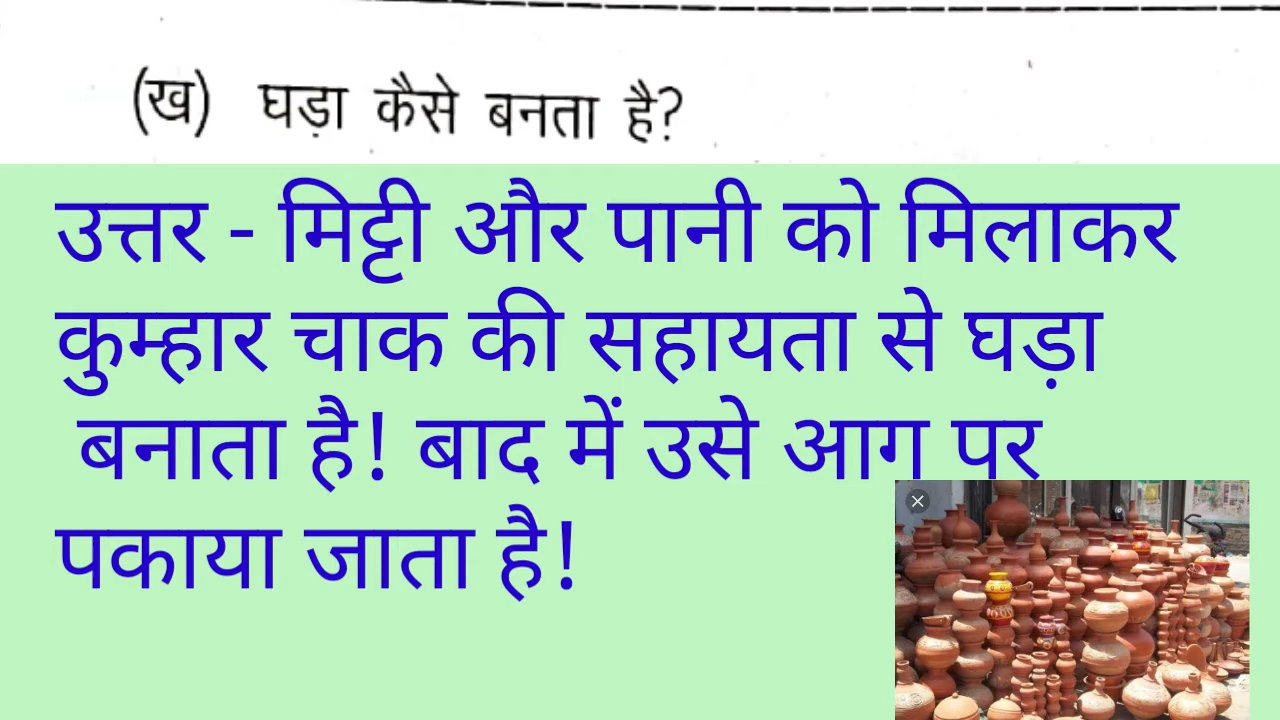 (ख) घड़ा कैसे बनता है?
उत्तर - मिट्टी और पानी को मिलाकर
कुम्हार चाक की सहायता से घड़ा
बनाता है! बाद में उसे आग पर
पकाया जाता है!